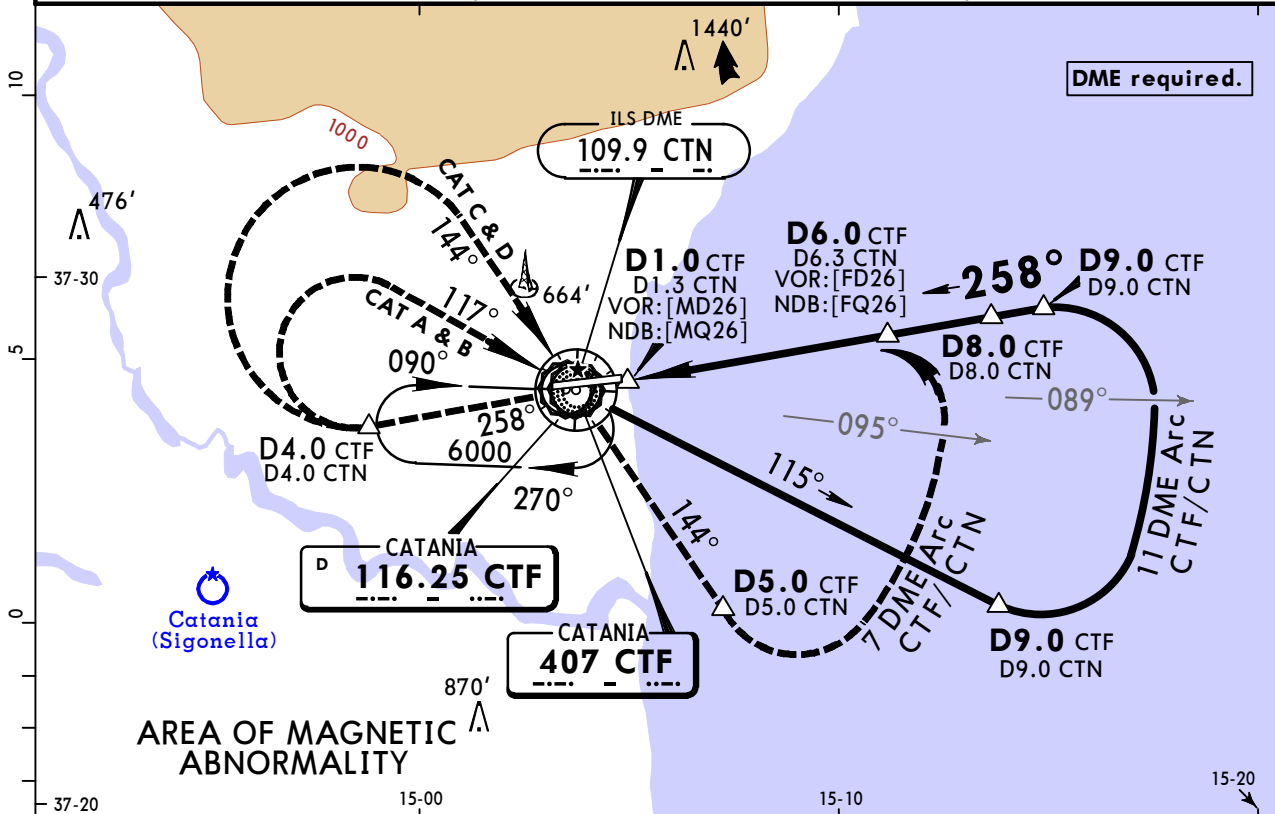 1440'
10
DME required.
ILS DME
109.9 CTN
1000
CAT C & D
144°
476'
D6.0 CTF
D6.3 CTN
VOR:[FD26]
NDB:[FQ26]
258°
D9.0 CTF
D9.0 CTN
D1.0 CTF
D1.3 CTN
VOR:[MD26]
NDB:[MQ26]
37-30
664'
117°
CAT A & B
5
D8.0 CTF
D8.0 CTN
090°
089°
095°
258°
D4.0 CTF
D4.0 CTN
6000
270°
115°
144°
11 DME Arc
CTF/CTN
7 DME Arc
CTF/CTN
CATANIA
D 116.25 CTF
D5.0 CTF
D5.0 CTN
0
Catania
(Sigonella)
CATANIA
407 CTF
D9.0 CTF
D9.0 CTN
870'
AREA OF MAGNETIC
ABNORMALITY
37-20
15-00
15-10
15-20